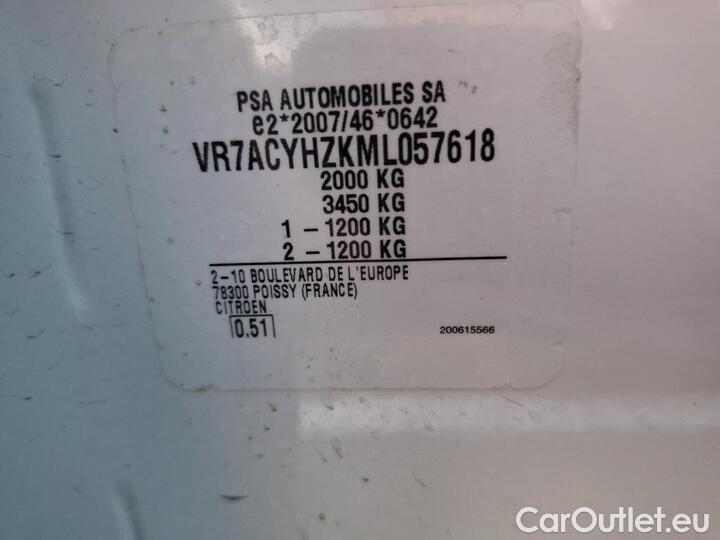 PSA AUTOMOBILES SA
e2*2007/46*0642
VR7ACYHZKML057618
2000 KG
3450 KG
1 - 1200 KG
2 - 1200 KG
2-10 BOULEVARD DE L'EUROPE
78300 POISSY (FRANCE)
CITROEN
0.51
200615566
CarOutlet.eu